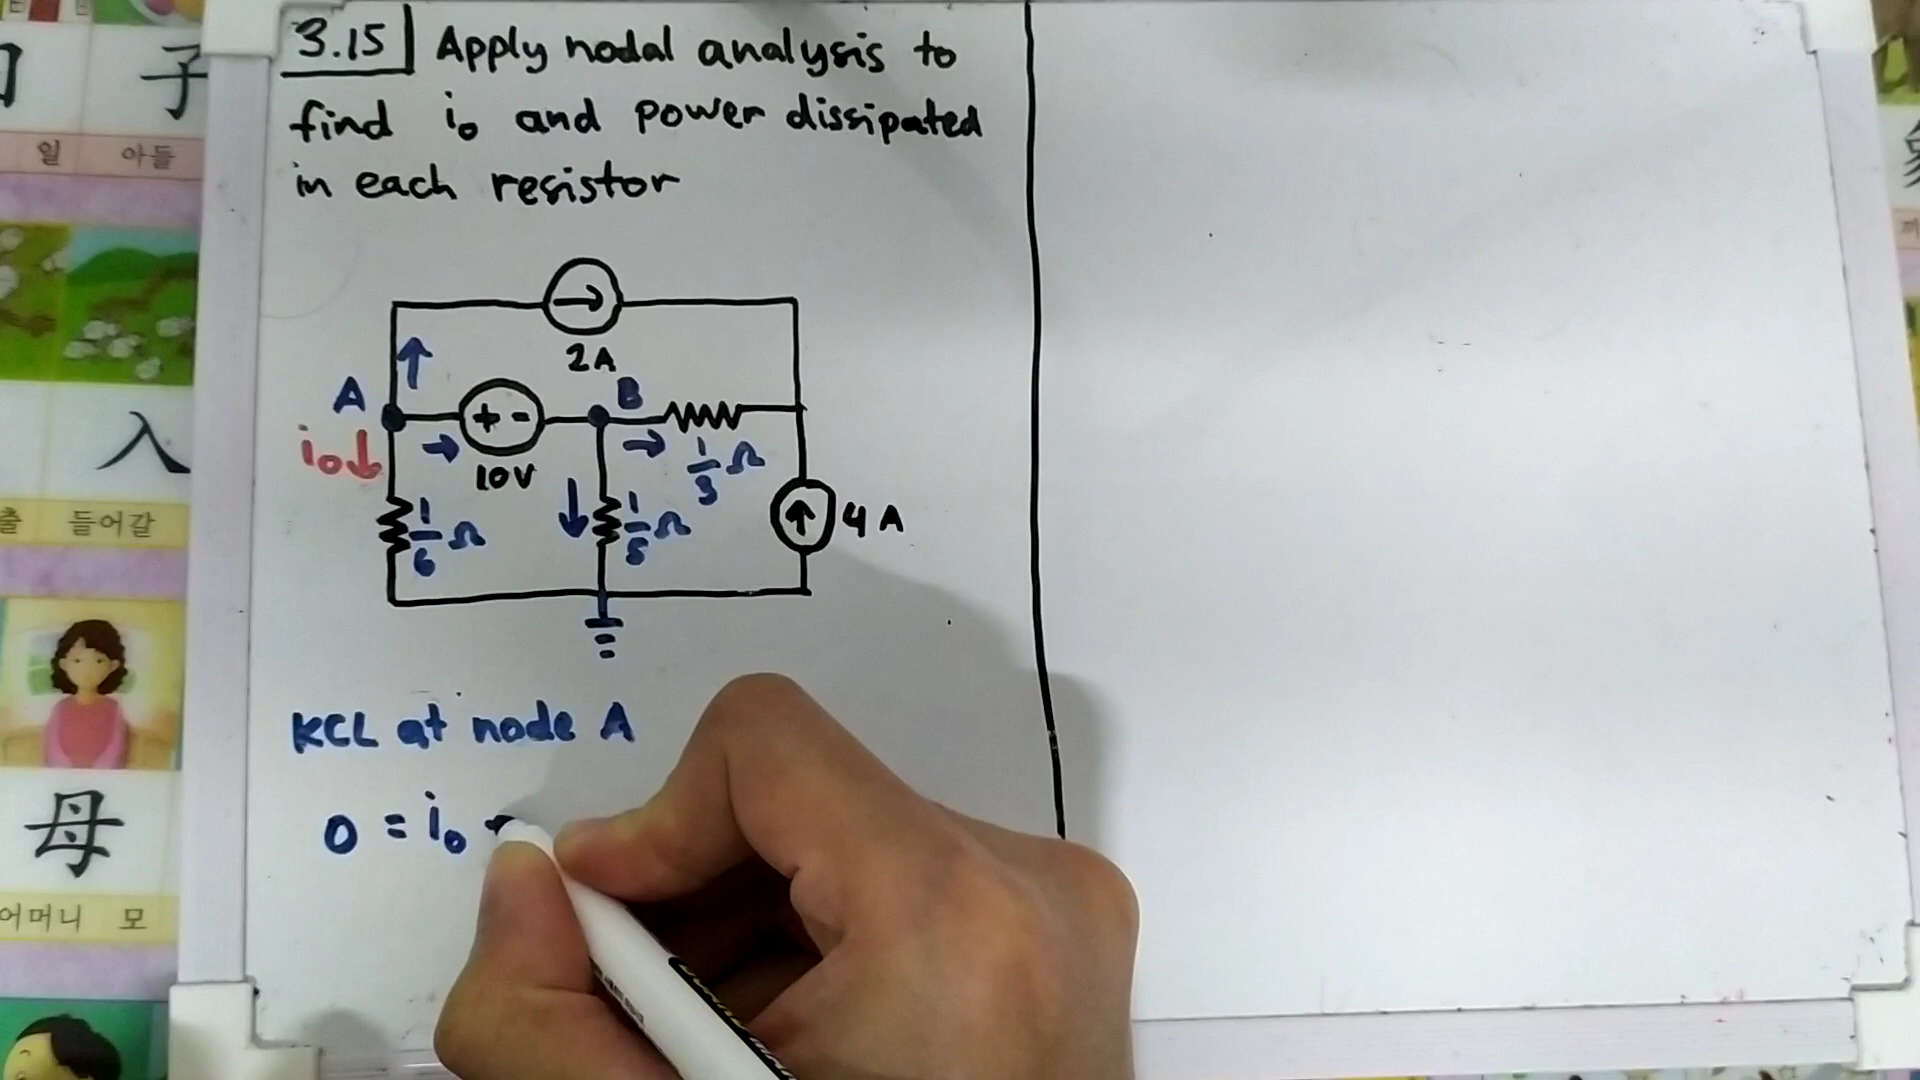 3.15 Apply nodal analysis to
find i₀ and power dissipated
in each resistor
2A
A
B
i₀
10V
1/3 Ω
1/6 Ω
1/5 Ω
4 A
KCL at node A
0 = i₀
子
일
아들
入
출
들어갈
母
어머니 모